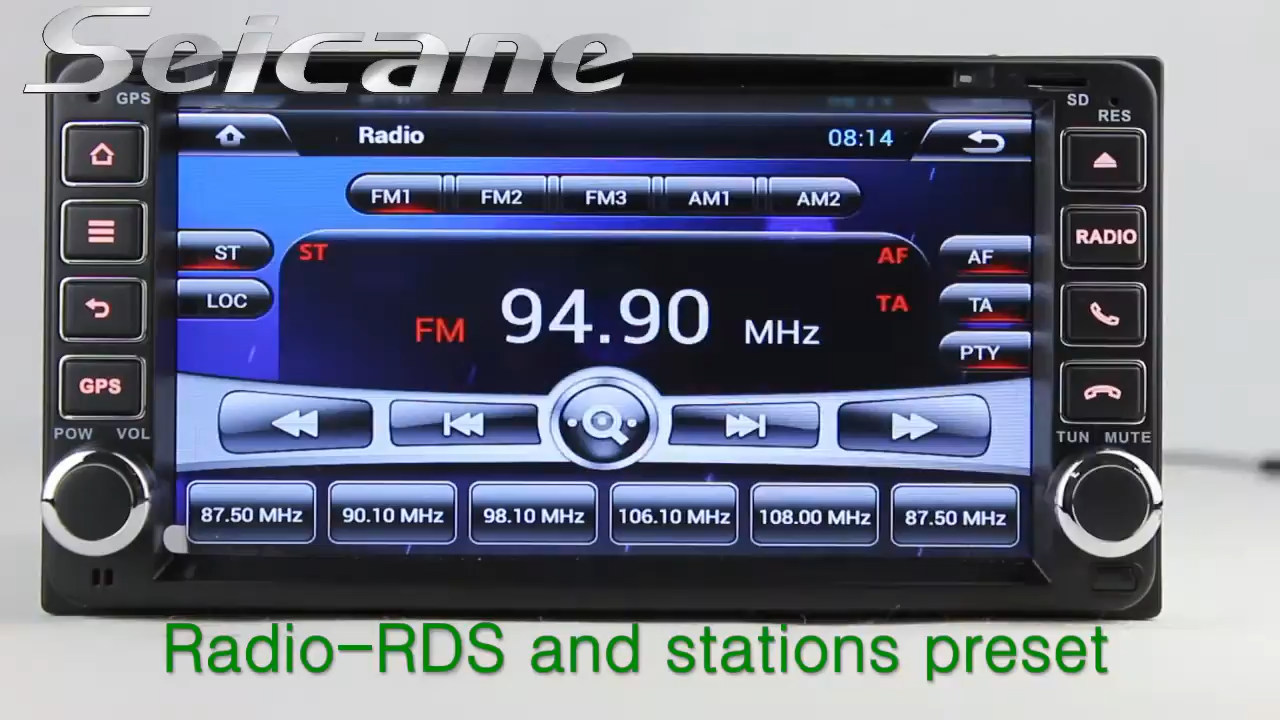 Seicane
GPS
SD
RES
Radio
08:14
FM1 FM2 FM3 AM1 AM2
ST
ST
AF
AF
RADIO
LOC
TA
TA
FM 94.90 MHz
PTY
GPS
POW VOL
TUN MUTE
87.50 MHz 90.10 MHz 98.10 MHz 106.10 MHz 108.00 MHz 87.50 MHz
Radio-RDS and stations preset